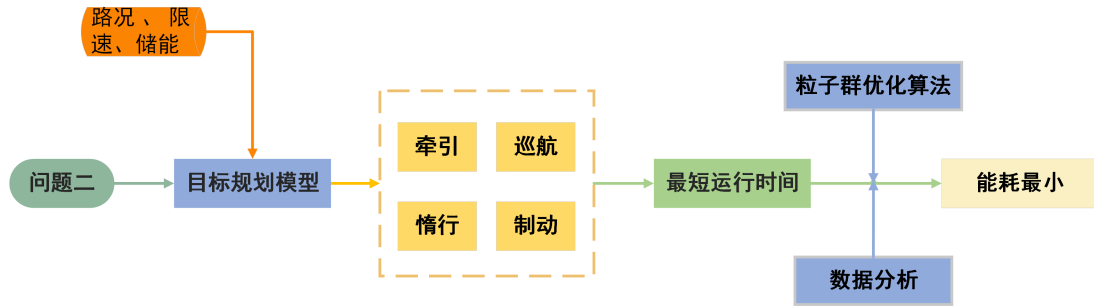 路况 、 限
速、储能
粒子群优化算法
牵引
巡航
问题二
目标规划模型
最短运行时间
能耗最小
惰行
制动
数据分析